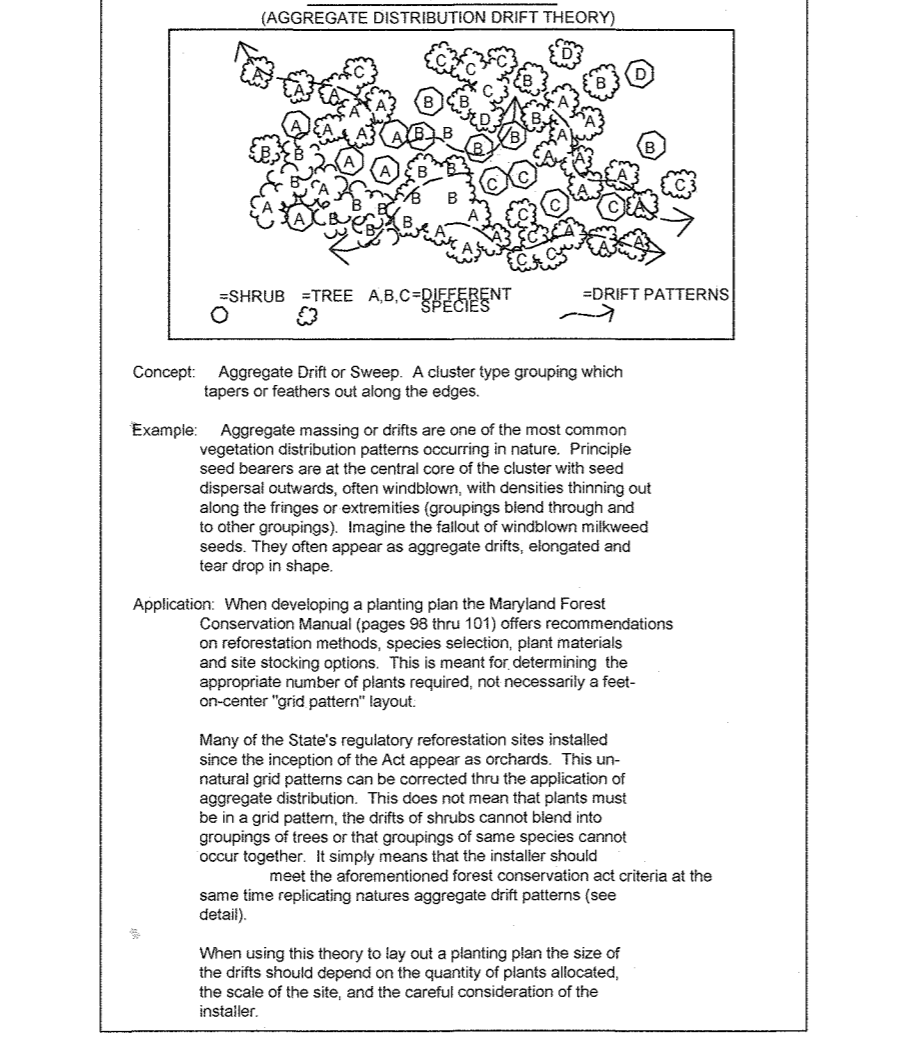 (AGGREGATE DISTRIBUTION DRIFT THEORY)
A A A C A A C C C C B D B D
A A A A B B B B D B B A A B
B B A A B B B C C A A A C
B A B B B B C A C A
A A B B B A A A C C A A A
C C
=SHRUB =TREE A,B,C=DIFFERENT SPECIES =DRIFT PATTERNS
Concept: Aggregate Drift or Sweep. A cluster type grouping which
tapers or feathers out along the edges.
Example: Aggregate massing or drifts are one of the most common
vegetation distribution patterns occurring in nature. Principle
seed bearers are at the central core of the cluster with seed
dispersal outwards, often windblown, with densities thinning out
along the fringes or extremities (groupings blend through and
to other groupings). Imagine the fallout of windblown milkweed
seeds. They often appear as aggregate drifts, elongated and
tear drop in shape.
Application: When developing a planting plan the Maryland Forest
Conservation Manual (pages 98 thru 101) offers recommendations
on reforestation methods, species selection, plant materials
and site stocking options. This is meant for determining the
appropriate number of plants required, not necessarily a feet-
on-center "grid pattern" layout.
Many of the State's regulatory reforestation sites installed
since the inception of the Act appear as orchards. This un-
natural grid patterns can be corrected thru the application of
aggregate distribution. This does not mean that plants must
be in a grid pattern, the drifts of shrubs cannot blend into
groupings of trees or that groupings of same species cannot
occur together. It simply means that the installer should
meet the aforementioned forest conservation act criteria at the
same time replicating natures aggregate drift patterns (see
detail).
When using this theory to lay out a planting plan the size of
the drifts should depend on the quantity of plants allocated,
the scale of the site, and the careful consideration of the
installer.